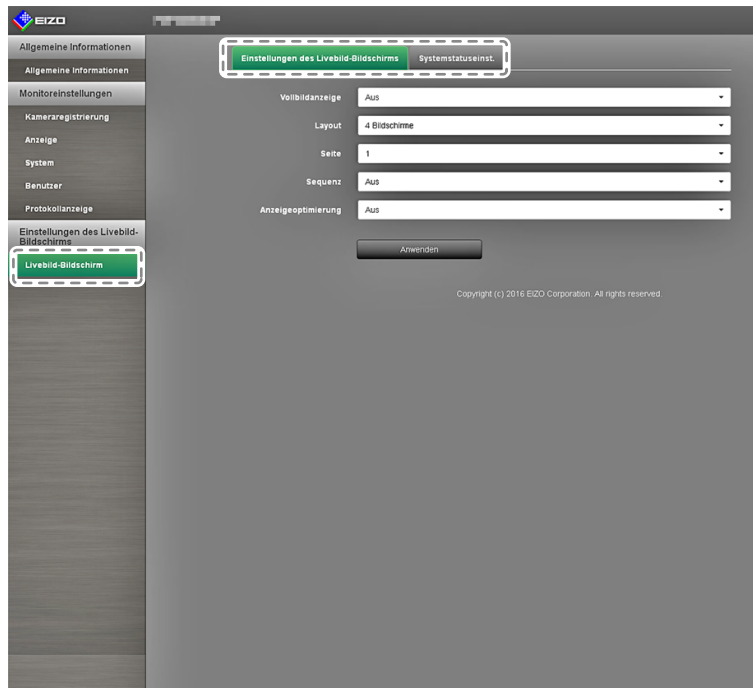 EIZO
Allgemeine Informationen
Allgemeine Informationen
Monitoreinstellungen
Kameraregistrierung
Anzeige
System
Benutzer
Protokollanzeige
Einstellungen des Livebild-
Bildschirms
Livebild-Bildschirm
Einstellungen des Livebild-Bildschirms Systemstatuseinst.
Vollbildanzeige Aus
Layout 4 Bildschirme
Seite 1
Sequenz Aus
Anzeigeoptimierung Aus
Anwenden
Copyright (c) 2016 EIZO Corporation. All rights reserved.